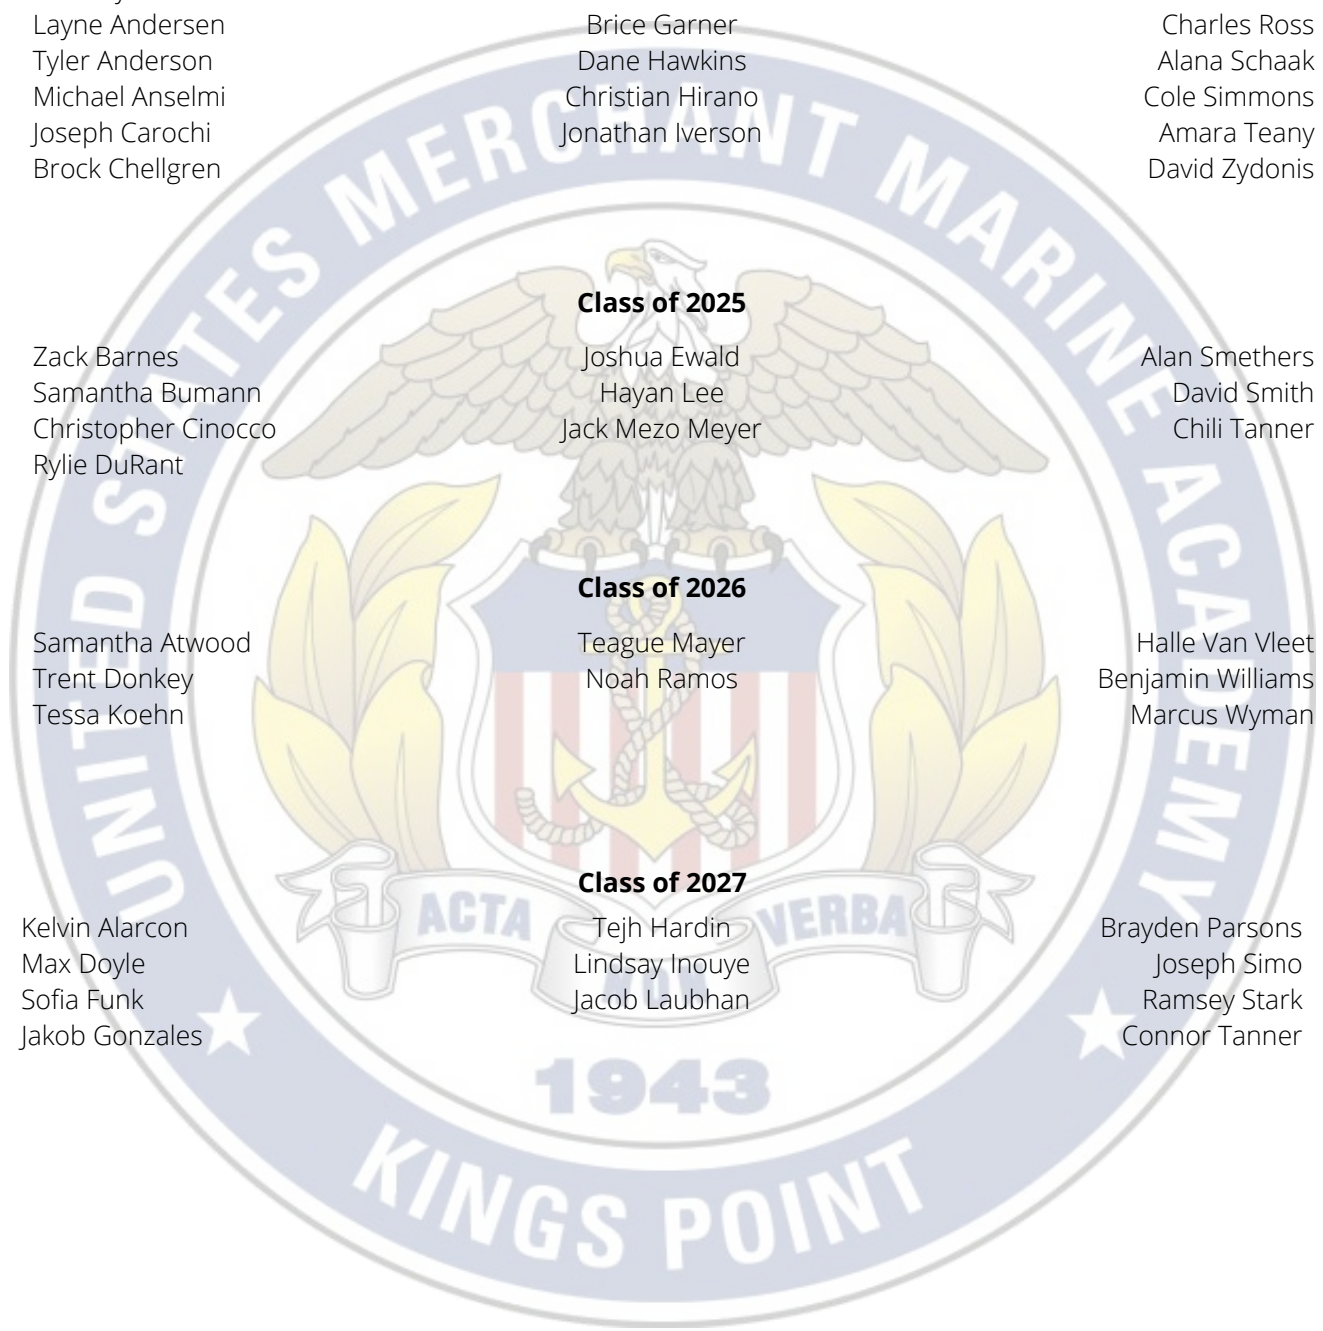 Layne Andersen
Tyler Anderson
Michael Anselmi
Joseph Carochi
Brock Chellgren
Brice Garner
Dane Hawkins
Christian Hirano
Jonathan Iverson
Charles Ross
Alana Schaak
Cole Simmons
Amara Teany
David Zydonis
Class of 2025
Zack Barnes
Samantha Bumann
Christopher Cinocco
Rylie DuRant
Joshua Ewald
Hayan Lee
Jack Mezo Meyer
Alan Smethers
David Smith
Chili Tanner
Class of 2026
Samantha Atwood
Trent Donkey
Tessa Koehn
Teague Mayer
Noah Ramos
Halle Van Vleet
Benjamin Williams
Marcus Wyman
Class of 2027
Kelvin Alarcon
Max Doyle
Sofia Funk
Jakob Gonzales
Tejh Hardin
Lindsay Inouye
Jacob Laubhan
Brayden Parsons
Joseph Simo
Ramsey Stark
Connor Tanner
UNITED STATES MERCHANT MARINE ACADEMY
ACTA
VERBA
1943
KINGS POINT